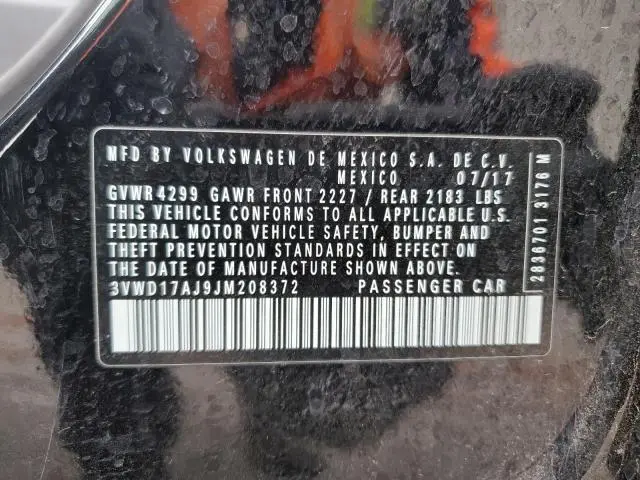 MFD BY VOLKSWAGEN DE MEXICO S.A. DE C.V.
MEXICO 07/17
GVWR 4299 GAWR FRONT 2227 / REAR 2183 LBS
THIS VEHICLE CONFORMS TO ALL APPLICABLE U.S.
FEDERAL MOTOR VEHICLE SAFETY, BUMPER AND
THEFT PREVENTION STANDARDS IN EFFECT ON
THE DATE OF MANUFACTURE SHOWN ABOVE.
3VWD17AJ9JM208372 PASSENGER CAR
2836701 3176 M